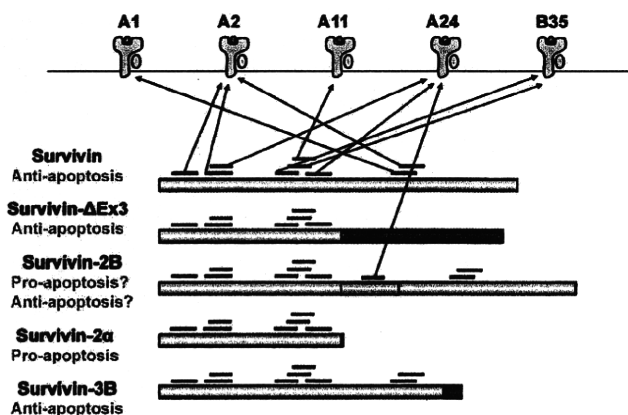 A1 A2 A11 A24 B35
Survivin
Anti-apoptosis
Survivin-ΔEx3
Anti-apoptosis
Survivin-2B
Pro-apoptosis?
Anti-apoptosis?
Survivin-2α
Pro-apoptosis
Survivin-3B
Anti-apoptosis